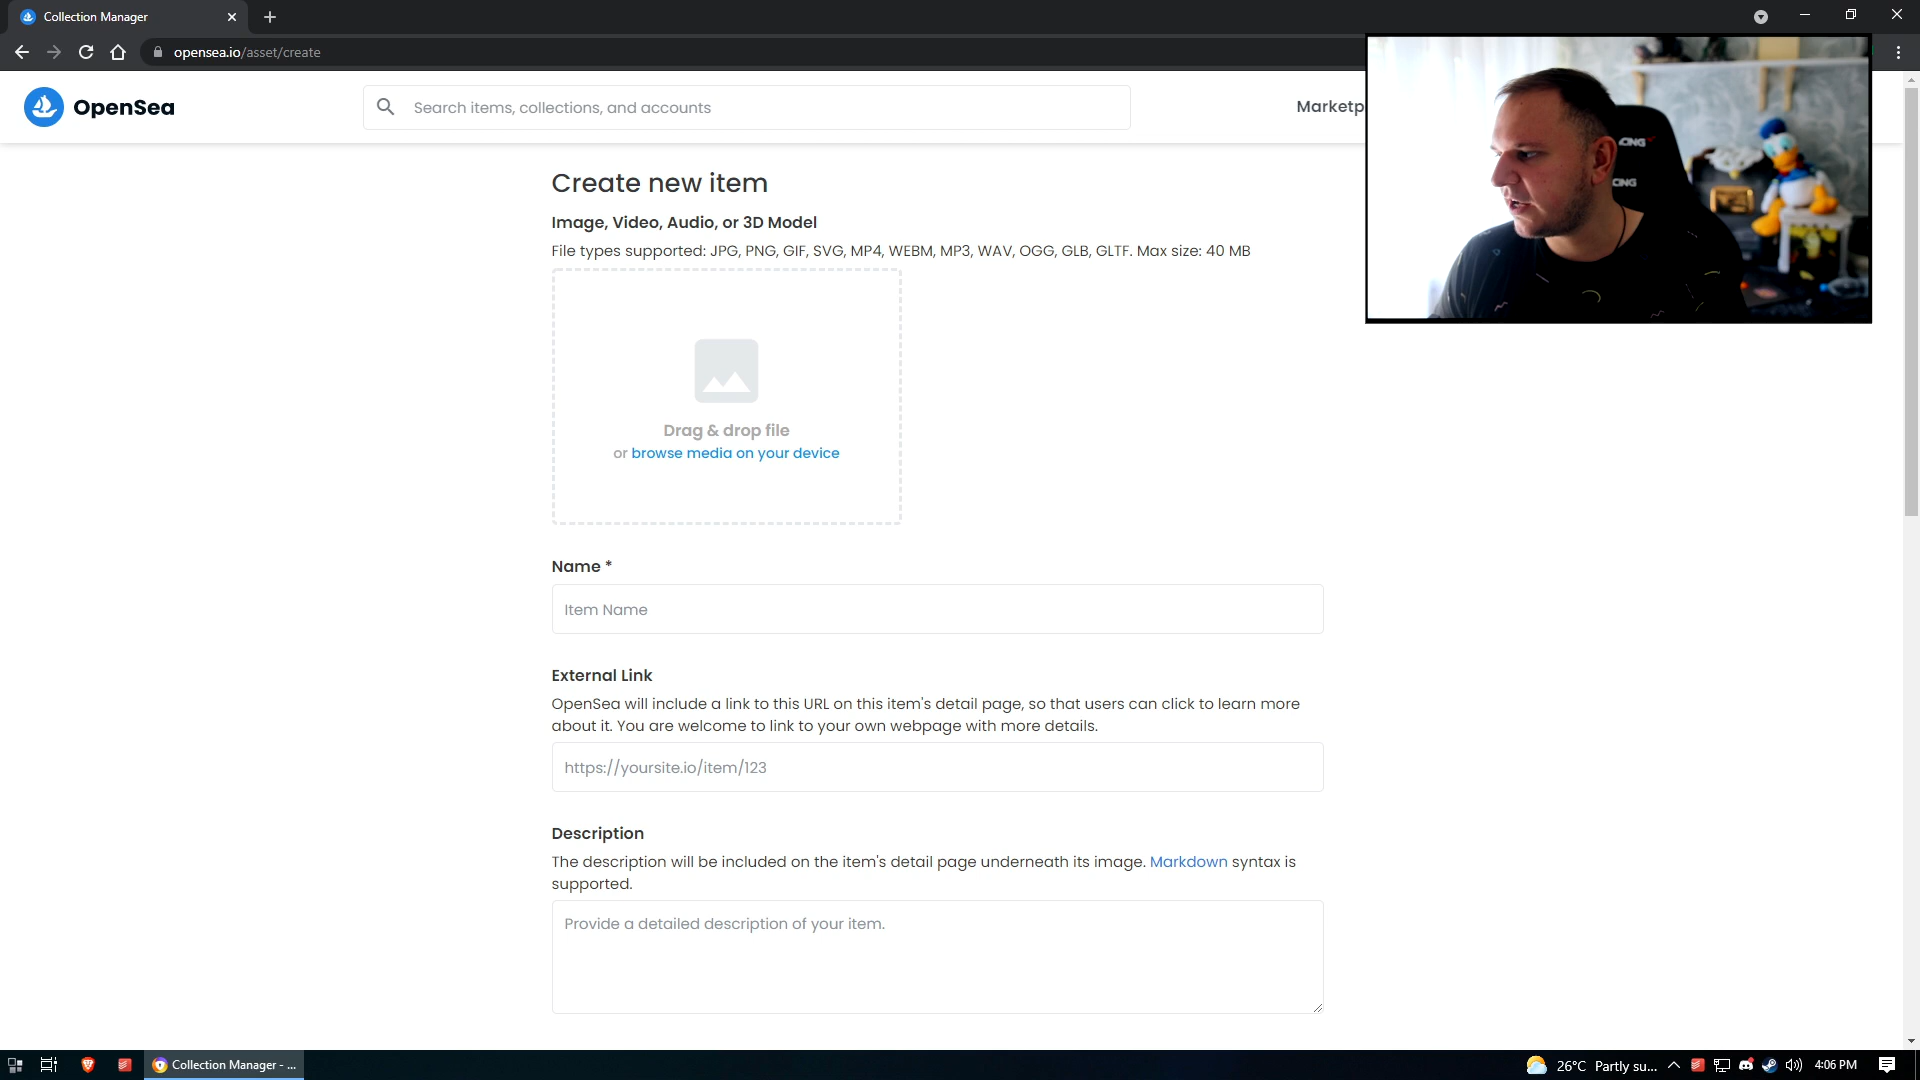 Collection Manager
opensea.io/asset/create
OpenSea
Search items, collections, and accounts
Marketp
CING
CING
Create new item
Image, Video, Audio, or 3D Model
File types supported: JPG, PNG, GIF, SVG, MP4, WEBM, MP3, WAV, OGG, GLB, GLTF. Max size: 40 MB
Drag & drop file
or browse media on your device
Name *
Item Name
External Link
OpenSea will include a link to this URL on this item's detail page, so that users can click to learn more
about it. You are welcome to link to your own webpage with more details.
https://yoursite.io/item/123
Description
The description will be included on the item's detail page underneath its image. Markdown syntax is
supported.
Provide a detailed description of your item.
Collection Manager - ...
26°C Partly su...
4:06 PM